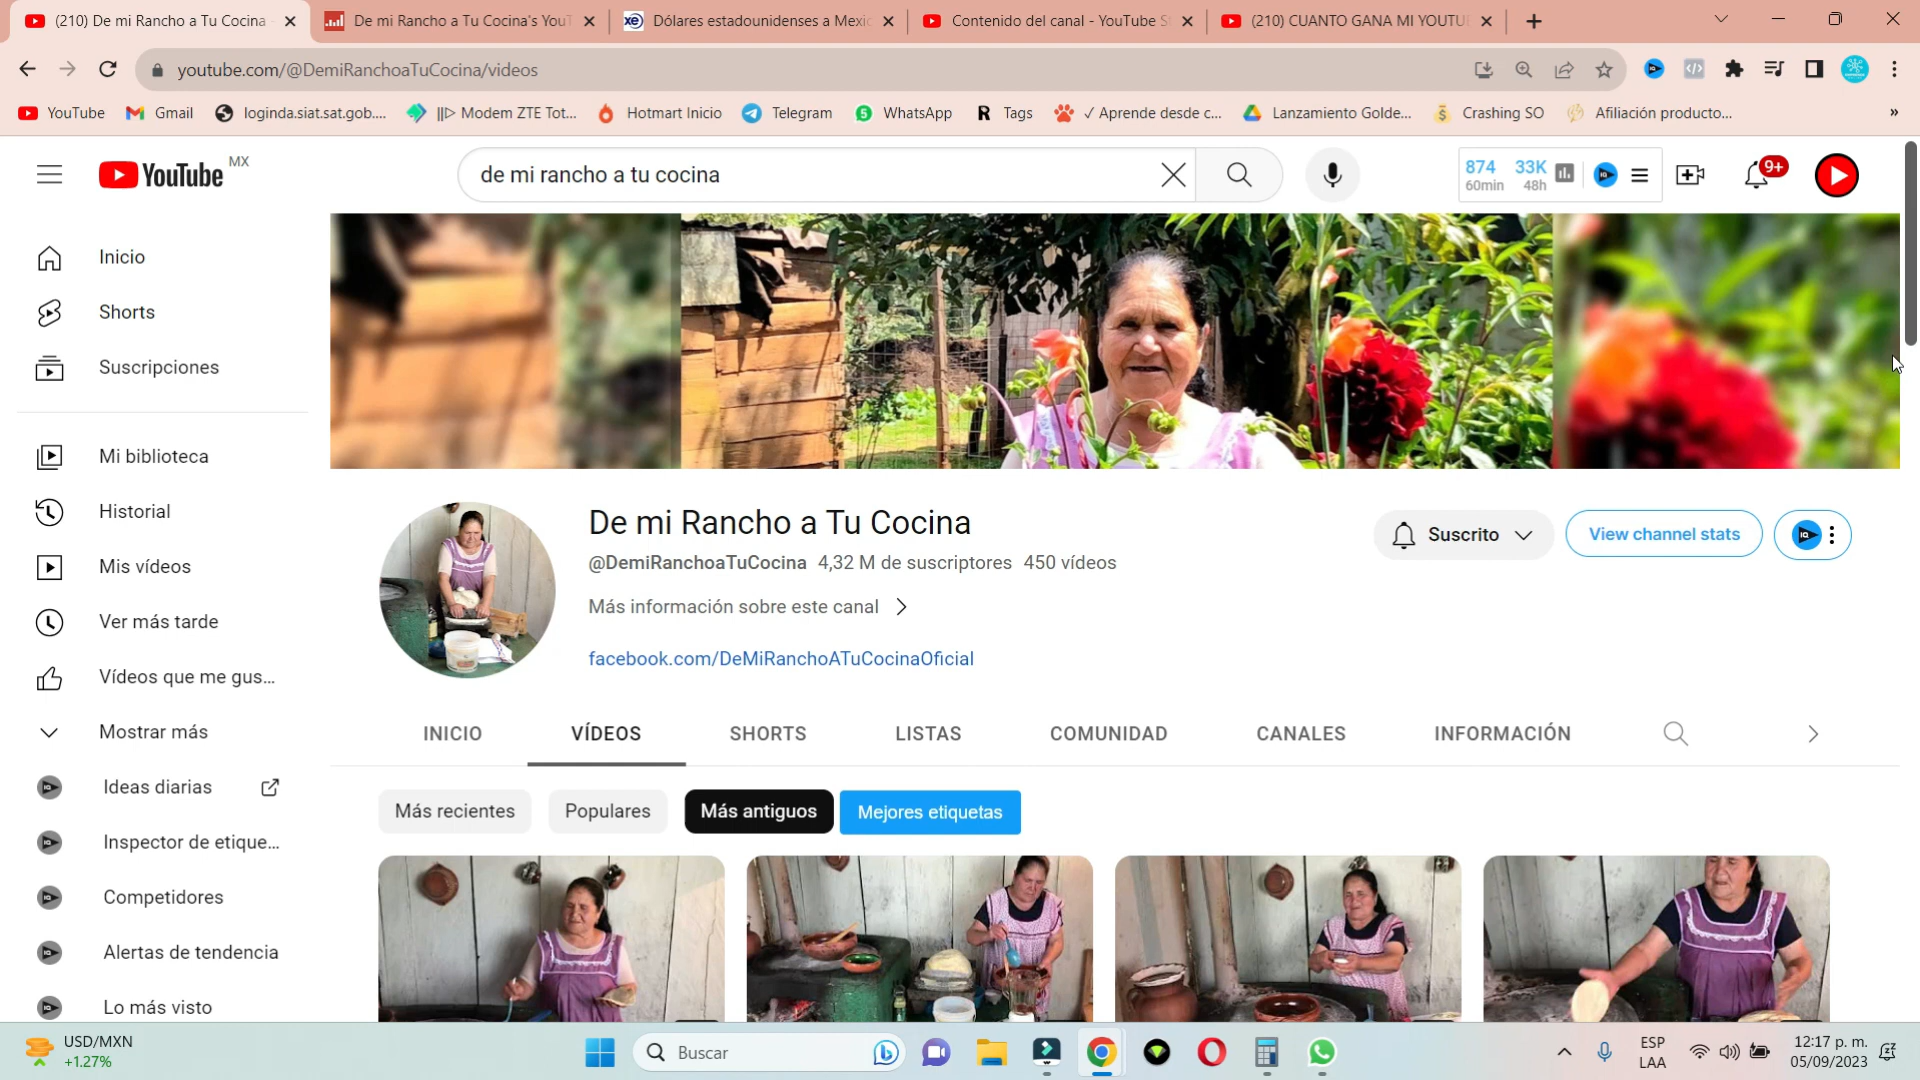 (210) De mi Rancho a Tu Cocina -
De mi Rancho a Tu Cocina's YouT
Dólares estadounidenses a Mexic
Contenido del canal - YouTube S
(210) CUANTO GANA MI YOUTU
youtube.com/@DemiRanchoaTuCocina/videos
YouTube
Gmail
loginda.siat.sat.gob....
||▷ Modem ZTE Tot...
Hotmart Inicio
Telegram
5
WhatsApp
R
Tags
✓ Aprende desde c...
Lanzamiento Golde...
Crashing SO
Afiliación producto...
»
YouTube MX
de mi rancho a tu cocina
874
60min
33K
48h
9+
Inicio
Shorts
Suscripciones
Mi biblioteca
Historial
Mis vídeos
Ver más tarde
Vídeos que me gus...
Mostrar más
Ideas diarias
Inspector de etique...
Competidores
Alertas de tendencia
Lo más visto
De mi Rancho a Tu Cocina
@DemiRanchoaTuCocina 4,32 M de suscriptores 450 vídeos
Más información sobre este canal
facebook.com/DeMiRanchoATuCocinaOficial
Suscrito
View channel stats
INICIO
VÍDEOS
SHORTS
LISTAS
COMUNIDAD
CANALES
INFORMACIÓN
Más recientes
Populares
Más antiguos
Mejores etiquetas
USD/MXN
+1.27%
Buscar
ESP
LAA
12:17 p. m.
05/09/2023